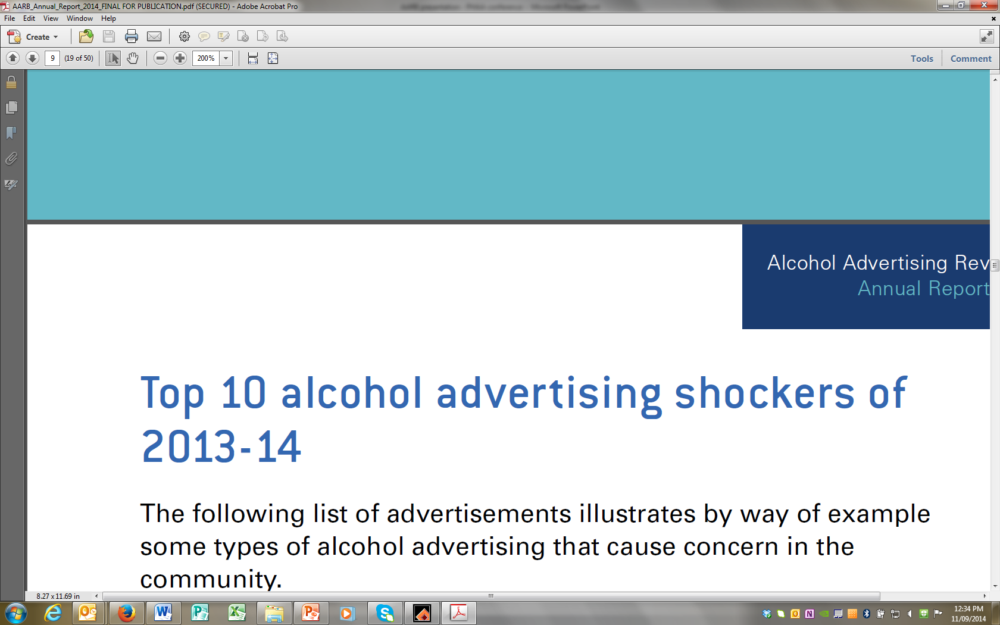 AARB_Annual_Report_2014_FINAL FOR PUBLICATION.pdf (SECURED) - Adobe Acrobat Pro
File Edit View Window Help
Create
9 (19 of 50) 200% Tools Comment
Alcohol Advertising Rev
Annual Report
Top 10 alcohol advertising shockers of
2013-14
The following list of advertisements illustrates by way of example
some types of alcohol advertising that cause concern in the
community.
8.27 x 11.69 in
12:34 PM
11/09/2014